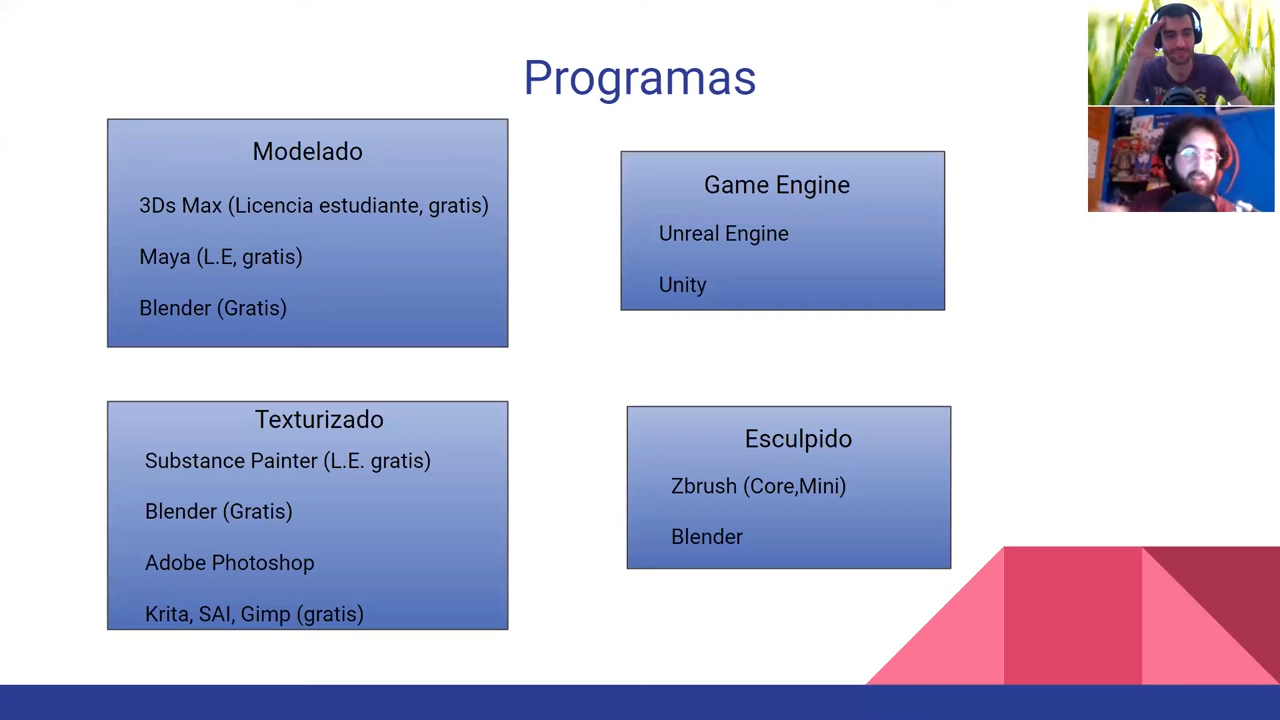 Programas
Modelado
3Ds Max (Licencia estudiante, gratis)
Maya (L.E, gratis)
Blender (Gratis)
Game Engine
Unreal Engine
Unity
Texturizado
Substance Painter (L.E. gratis)
Blender (Gratis)
Adobe Photoshop
Krita, SAI, Gimp (gratis)
Esculpido
Zbrush (Core,Mini)
Blender